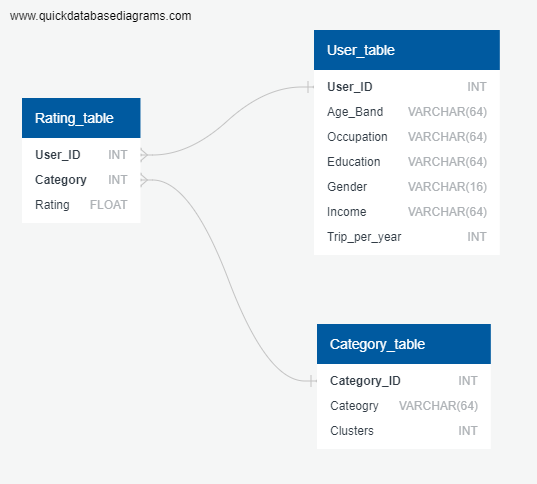 www.quickdatabasediagrams.com
Rating_table
User_ID INT
Category INT
Rating FLOAT
User_table
User_ID INT
Age_Band VARCHAR(64)
Occupation VARCHAR(64)
Education VARCHAR(64)
Gender VARCHAR(16)
Income VARCHAR(64)
Trip_per_year INT
Category_table
Category_ID INT
Cateogry VARCHAR(64)
Clusters INT